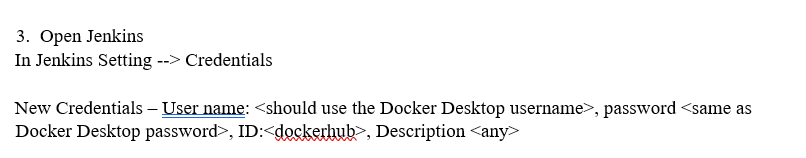 3. Open Jenkins
In Jenkins Setting --> Credentials
New Credentials – User name: <should use the Docker Desktop username>, password <same as
Docker Desktop password>, ID:<dockerhub>, Description <any>